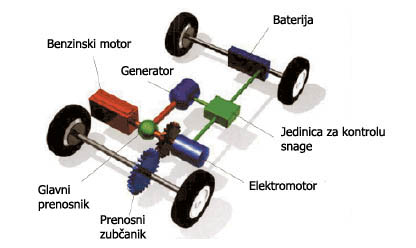 Baterija
Benzinski motor
Generator
Jedinica za kontrolu
snage
Glavni
prenosnik
Elektromotor
Prenosni
zubčanik